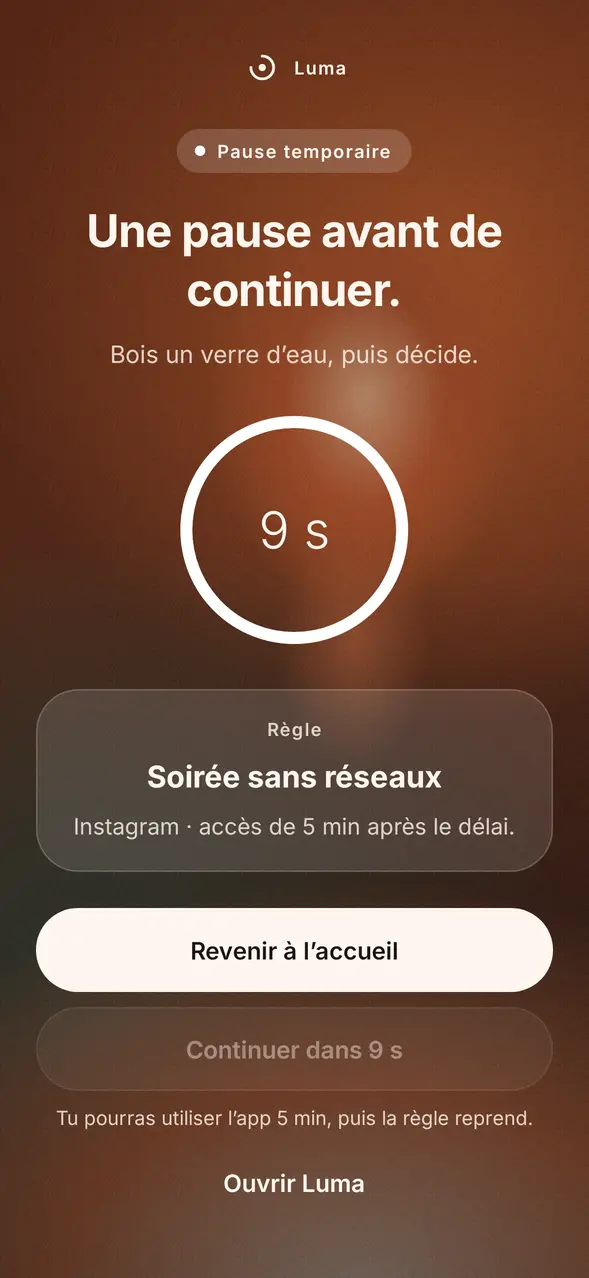 Luma
Pause temporaire
Une pause avant de
continuer.
Bois un verre d’eau, puis décide.
9 s
Règle
Soirée sans réseaux
Instagram · accès de 5 min après le délai.
Revenir à l’accueil
Continuer dans 9 s
Tu pourras utiliser l’app 5 min, puis la règle reprend.
Ouvrir Luma